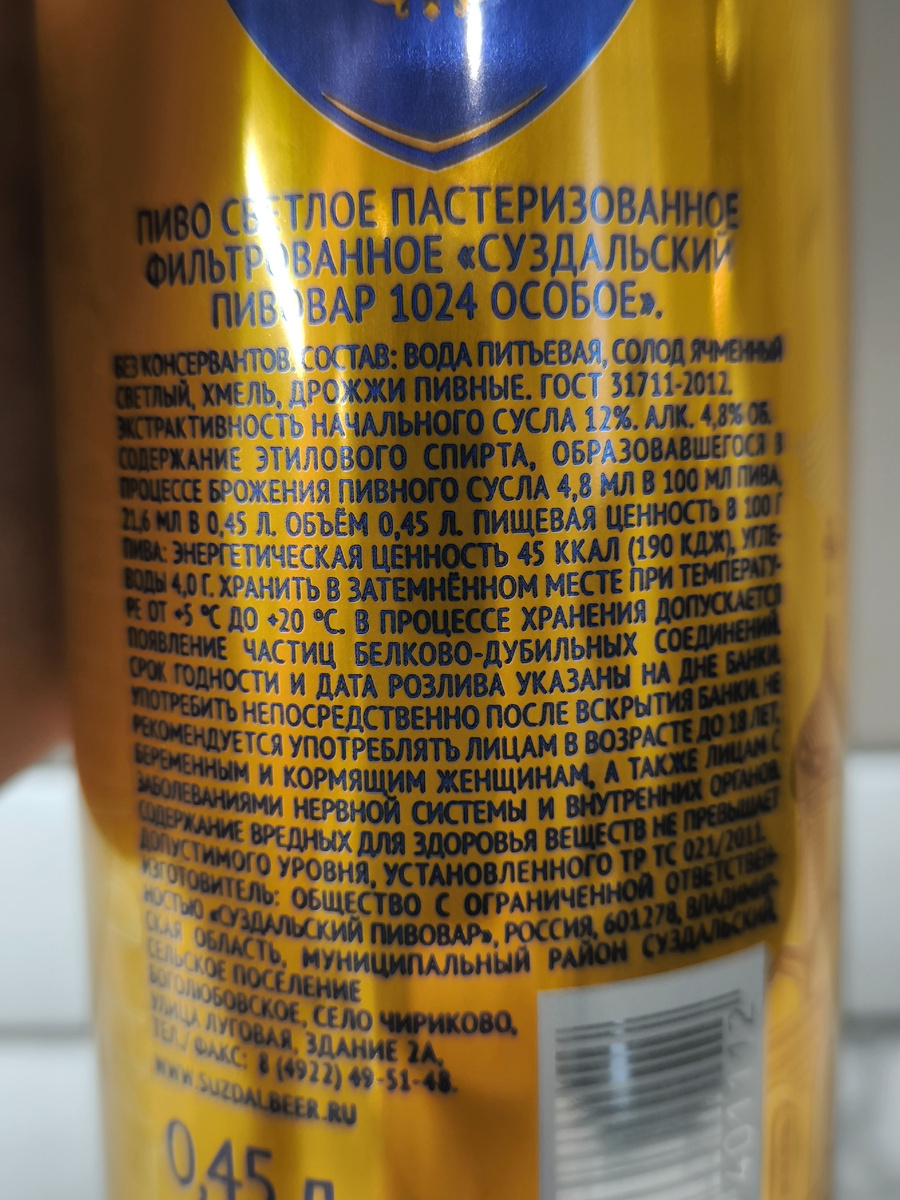 ПИВО СВЕТЛОЕ ПАСТЕРИЗОВАННОЕ
ФИЛЬТРОВАННОЕ «СУЗДАЛЬСКИЙ
ПИВОВАР 1024 ОСОБОЕ».
БЕЗ КОНСЕРВАНТОВ. СОСТАВ: ВОДА ПИТЬЕВАЯ, СОЛОД ЯЧМЕННЫЙ
СВЕТЛЫЙ, ХМЕЛЬ, ДРОЖЖИ ПИВНЫЕ. ГОСТ 31711-2012.
ЭКСТРАКТИВНОСТЬ НАЧАЛЬНОГО СУСЛА 12%. АЛК. 4,8% ОБ.
СОДЕРЖАНИЕ ЭТИЛОВОГО СПИРТА, ОБРАЗОВАВШЕГОСЯ В
ПРОЦЕССЕ БРОЖЕНИЯ ПИВНОГО СУСЛА 4,8 МЛ В 100 МЛ ПИВА,
21,6 МЛ В 0,45 Л. ОБЪЁМ 0,45 Л. ПИЩЕВАЯ ЦЕННОСТЬ В 100 Г
ПИВА: ЭНЕРГЕТИЧЕСКАЯ ЦЕННОСТЬ 45 ККАЛ (190 КДЖ), УГЛЕ-
ВОДЫ 4,0 Г. ХРАНИТЬ В ЗАТЕМНЁННОМ МЕСТЕ ПРИ ТЕМПЕРАТУ-
РЕ ОТ +5 °С ДО +20 °С. В ПРОЦЕССЕ ХРАНЕНИЯ ДОПУСКАЕТСЯ
ПОЯВЛЕНИЕ ЧАСТИЦ БЕЛКОВО-ДУБИЛЬНЫХ СОЕДИНЕНИЙ.
СРОК ГОДНОСТИ И ДАТА РОЗЛИВА УКАЗАНЫ НА ДНЕ БАНКИ.
УПОТРЕБИТЬ НЕПОСРЕДСТВЕННО ПОСЛЕ ВСКРЫТИЯ БАНКИ. НЕ
РЕКОМЕНДУЕТСЯ УПОТРЕБЛЯТЬ ЛИЦАМ В ВОЗРАСТЕ ДО 18 ЛЕТ,
БЕРЕМЕННЫМ И КОРМЯЩИМ ЖЕНЩИНАМ, А ТАКЖЕ ЛИЦАМ С
ЗАБОЛЕВАНИЯМИ НЕРВНОЙ СИСТЕМЫ И ВНУТРЕННИХ ОРГАНОВ.
СОДЕРЖАНИЕ ВРЕДНЫХ ДЛЯ ЗДОРОВЬЯ ВЕЩЕСТВ НЕ ПРЕВЫШАЕТ
ДОПУСТИМОГО УРОВНЯ, УСТАНОВЛЕННОГО ТР ТС 021/2011.
ИЗГОТОВИТЕЛЬ: ОБЩЕСТВО С ОГРАНИЧЕННОЙ ОТВЕТСТВЕН-
НОСТЬЮ «СУЗДАЛЬСКИЙ ПИВОВАР», РОССИЯ, 601278, ВЛАДИМИР-
СКАЯ ОБЛАСТЬ, МУНИЦИПАЛЬНЫЙ РАЙОН СУЗДАЛЬСКИЙ,
СЕЛЬСКОЕ ПОСЕЛЕНИЕ
БОГОЛЮБОВСКОЕ, СЕЛО ЧИРИКОВО,
УЛИЦА ЛУГОВАЯ, ЗДАНИЕ 2А,
ТЕЛ./ФАКС: 8 (4922) 49-51-48.
WWW.SUZDALBEER.RU
0,45 Л